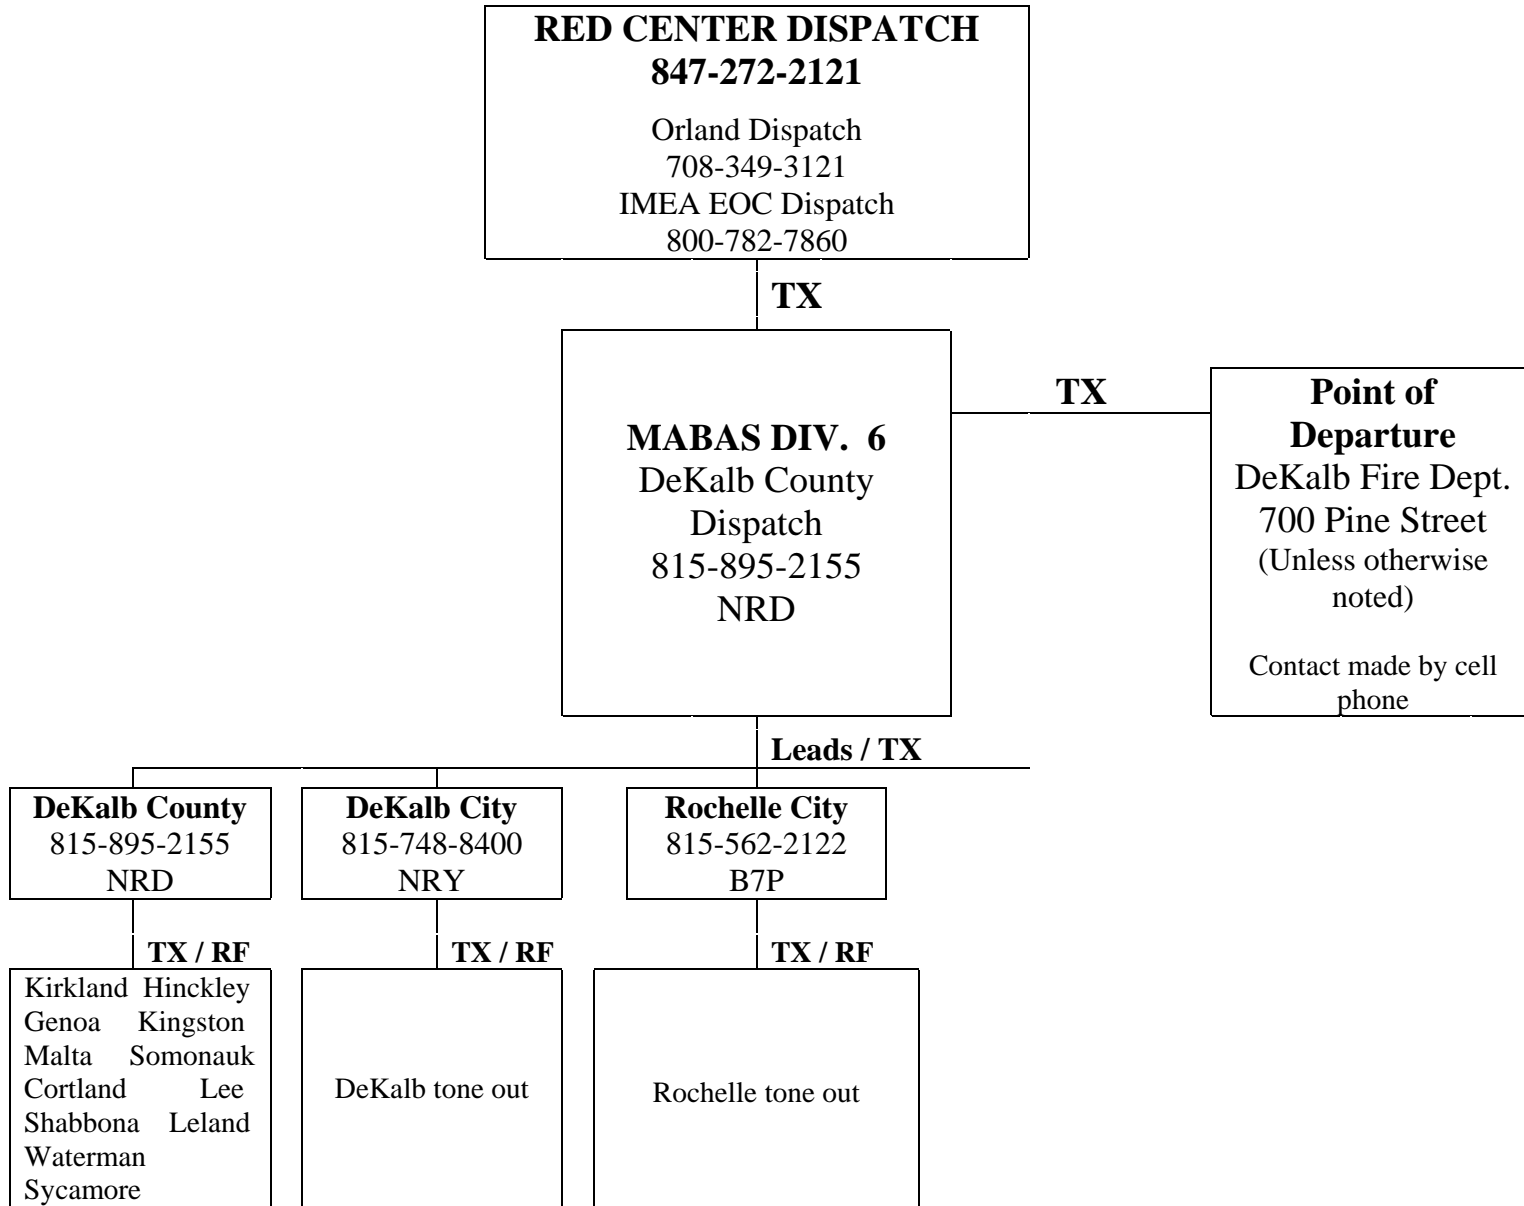 RED CENTER DISPATCH
847-272-2121
Orland Dispatch
708-349-3121
IMEA EOC Dispatch
800-782-7860
TX
MABAS DIV. 6
DeKalb County
Dispatch
815-895-2155
NRD
TX
Point of
Departure
DeKalb Fire Dept.
700 Pine Street
(Unless otherwise
noted)
Contact made by cell
phone
Leads / TX
DeKalb County
815-895-2155
NRD
DeKalb City
815-748-8400
NRY
Rochelle City
815-562-2122
B7P
TX / RF
TX / RF
TX / RF
Kirkland Hinckley
Genoa Kingston
Malta Somonauk
Cortland Lee
Shabbona Leland
Waterman
Sycamore
DeKalb tone out
Rochelle tone out